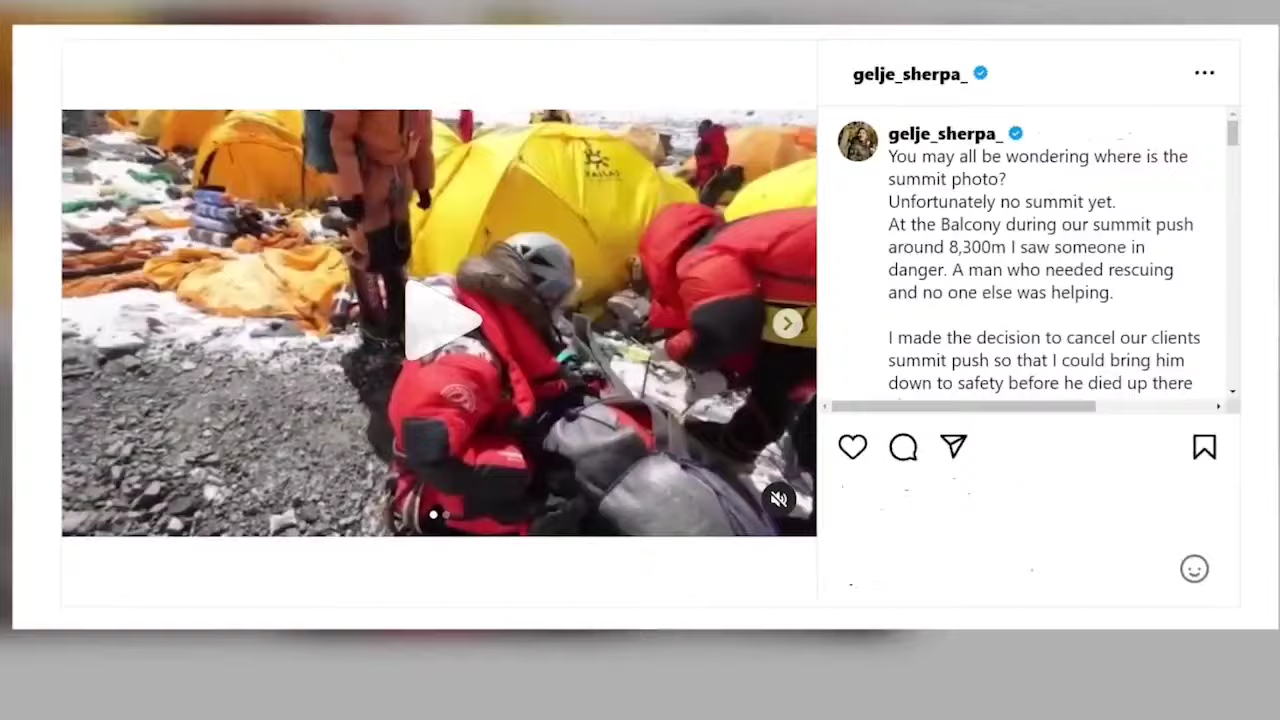 gelje_sherpa_
gelje_sherpa_
You may all be wondering where is the
summit photo?
Unfortunately no summit yet.
At the Balcony during our summit push
around 8,300m I saw someone in
danger. A man who needed rescuing
and no one else was helping.
I made the decision to cancel our clients
summit push so that I could bring him
down to safety before he died up there